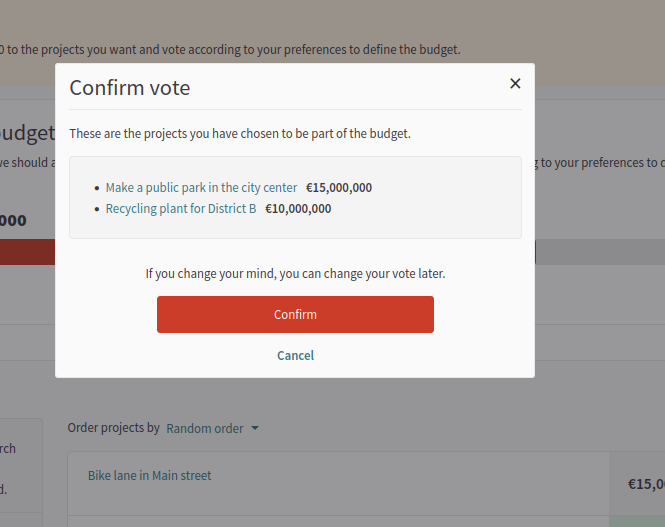 0 to the projects you want and vote according to your preferences to define the budget.
Confirm vote
×
These are the projects you have chosen to be part of the budget.
• Make a public park in the city center €15,000,000
• Recycling plant for District B €10,000,000
If you change your mind, you can change your vote later.
Confirm
Cancel
udget
ve should a
g to your preferences to d
000
Order projects by Random order
rch
d.
Bike lane in Main street
€15,0